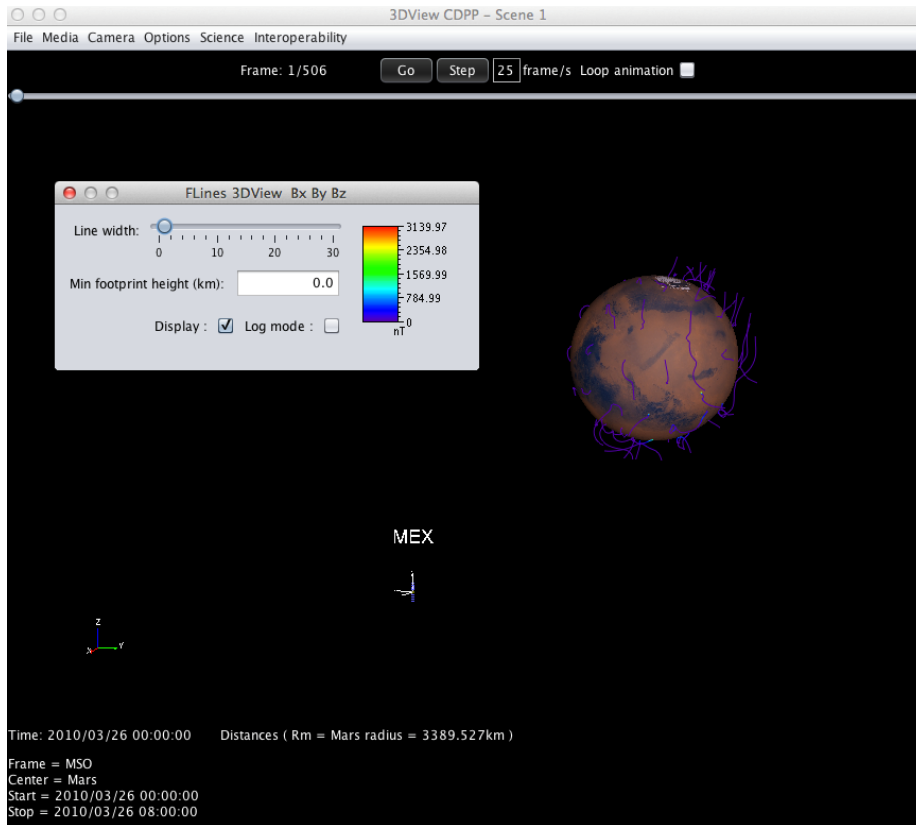 3DView CDPP – Scene 1
File Media Camera Options Science Interoperability
Frame: 1/506 Go Step 25 frame/s Loop animation
FLines 3DView Bx By Bz
Line width:
0 10 20 30
Min footprint height (km): 0.0
Display : Log mode :
3139.97
2354.98
1569.99
784.99
0
nT
MEX
Z
X Y
Time: 2010/03/26 00:00:00 Distances ( Rm = Mars radius = 3389.527km )
Frame = MSO
Center = Mars
Start = 2010/03/26 00:00:00
Stop = 2010/03/26 08:00:00